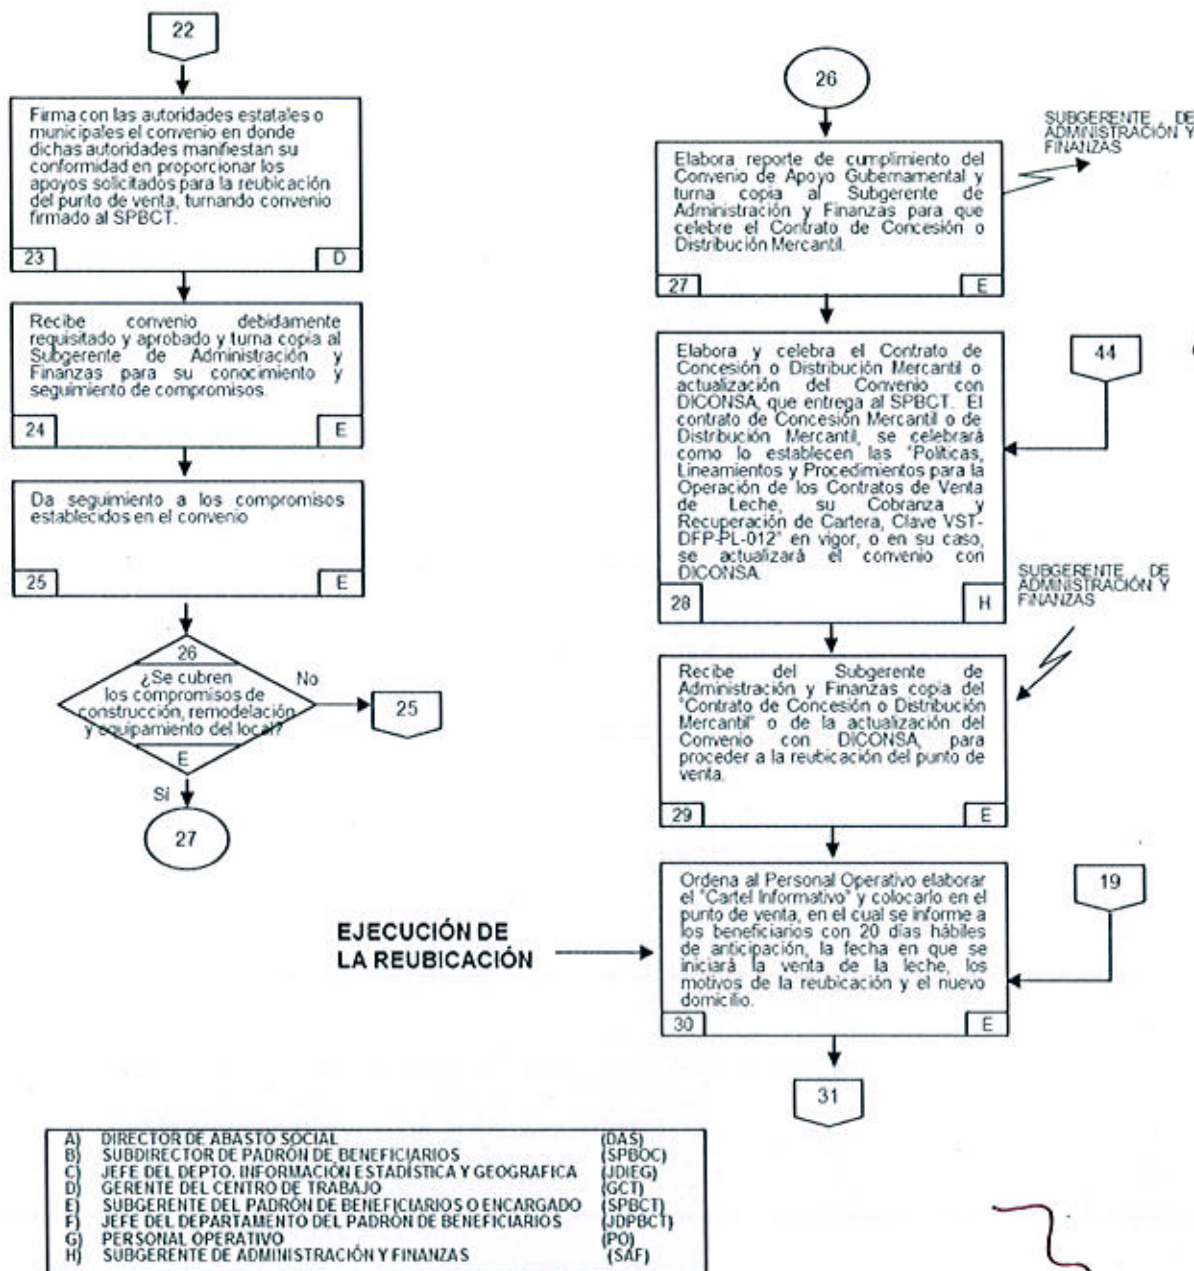 22
Firma con las autoridades estatales o
municipales el convenio en donde
dichas autoridades manifiestan su
conformidad en proporcionar los
apoyos solicitados para la reubicación
del punto de venta, turnando convenio
firmado al SPBCT.
23
D
Recibe convenio debidamente
requisitado y aprobado y turna copia al
Subgerente de Administración y
Finanzas para su conocimiento y
seguimiento de compromisos.
24
E
Da seguimiento a los compromisos
establecidos en el convenio
25
E
26
¿Se cubren
los compromisos de
construcción, remodelación
y equipamiento del local?
E
No
25
Sí
27
26
SUBGERENTE DE
ADMINISTRACIÓN Y
FINANZAS
Elabora reporte de cumplimiento del
Convenio de Apoyo Gubernamental y
turna copia al Subgerente de
Administración y Finanzas para que
celebre el Contrato de Concesión o
Distribución Mercantil.
27
E
Elabora y celebra el Contrato de
Concesión o Distribución Mercantil o
actualización del Convenio con
DICONSA, que entrega al SPBCT. El
contrato de Concesión Mercantil o de
Distribución Mercantil, se celebrará
como lo establecen las "Políticas,
Lineamientos y Procedimientos para la
Operación de los Contratos de Venta
de Leche, su Cobranza y
Recuperación de Cartera, Clave VST-
DFP-PL-012" en vigor, o en su caso,
se actualizará el convenio con
DICONSA.
28
H
44
SUBGERENTE DE
ADMINISTRACIÓN Y
FINANZAS
Recibe del Subgerente de
Administración y Finanzas copia del
"Contrato de Concesión o Distribución
Mercantil" o de la actualización del
Convenio con DICONSA, para
proceder a la reubicación del punto de
venta.
29
E
EJECUCIÓN DE
LA REUBICACIÓN
Ordena al Personal Operativo elaborar
el "Cartel Informativo" y colocarlo en el
punto de venta, en el cual se informe a
los beneficiarios con 20 días hábiles
de anticipación, la fecha en que se
iniciará la venta de la leche, los
motivos de la reubicación y el nuevo
domicilio.
30
E
19
31
A) DIRECTOR DE ABASTO SOCIAL (DAS)
B) SUBDIRECTOR DE PADRÓN DE BENEFICIARIOS (SPBOC)
C) JEFE DEL DEPTO. INFORMACIÓN ESTADÍSTICA Y GEOGRAFICA (JDIEG)
D) GERENTE DEL CENTRO DE TRABAJO (GCT)
E) SUBGERENTE DEL PADRÓN DE BENEFICIARIOS O ENCARGADO (SPBCT)
F) JEFE DEL DEPARTAMENTO DEL PADRÓN DE BENEFICIARIOS (JDPBCT)
G) PERSONAL OPERATIVO (PO)
H) SUBGERENTE DE ADMINISTRACIÓN Y FINANZAS (SAF)